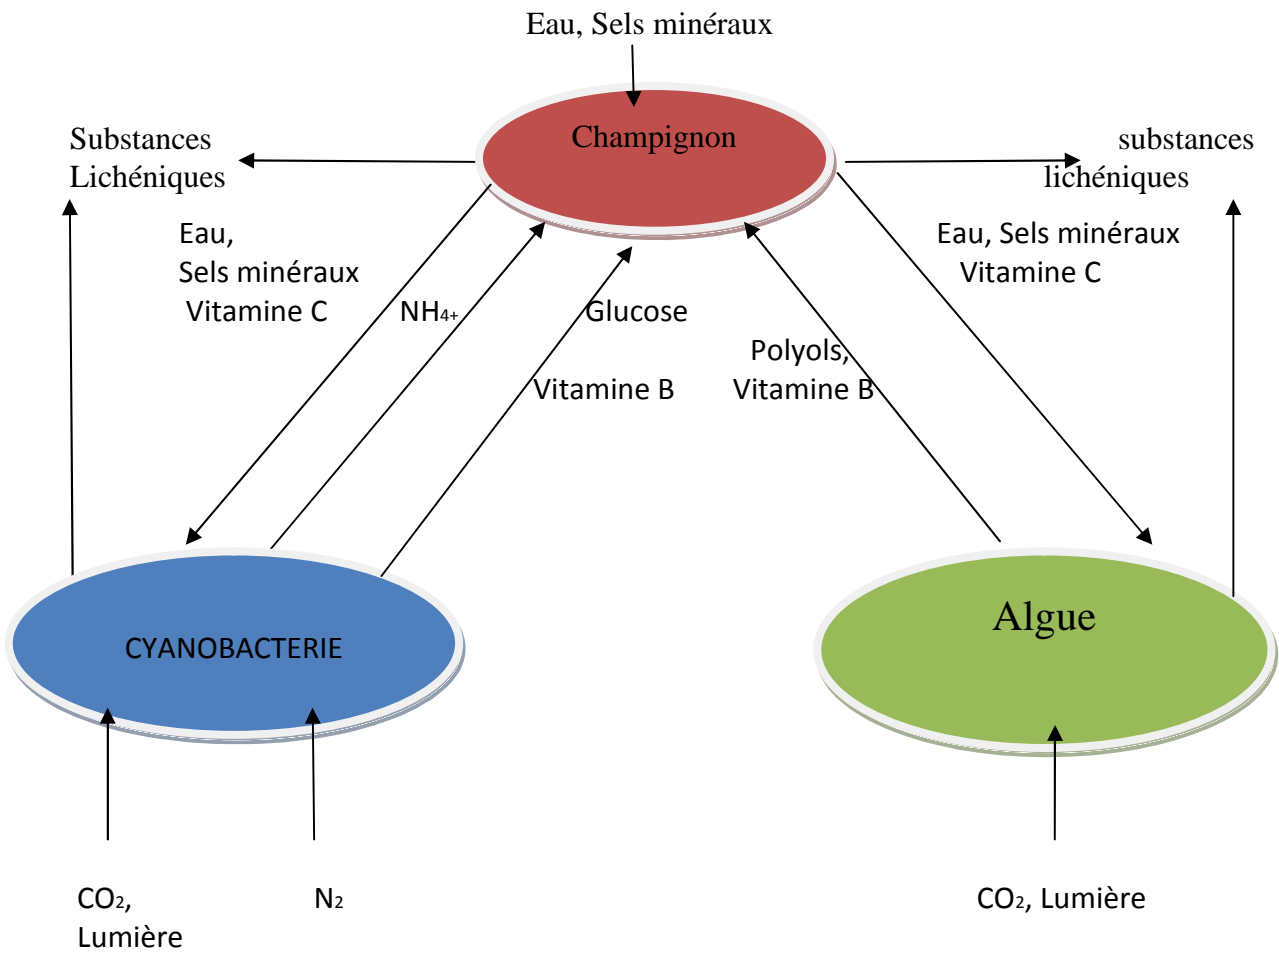 Eau, Sels minéraux
Champignon
Substances
Lichéniques
substances
lichéniques
Eau,
Sels minéraux
Vitamine C
NH4+
Glucose
Vitamine B
Polyols,
Vitamine B
Eau, Sels minéraux
Vitamine C
CYANOBACTERIE
Algue
CO2,
Lumière
N2
CO2, Lumière